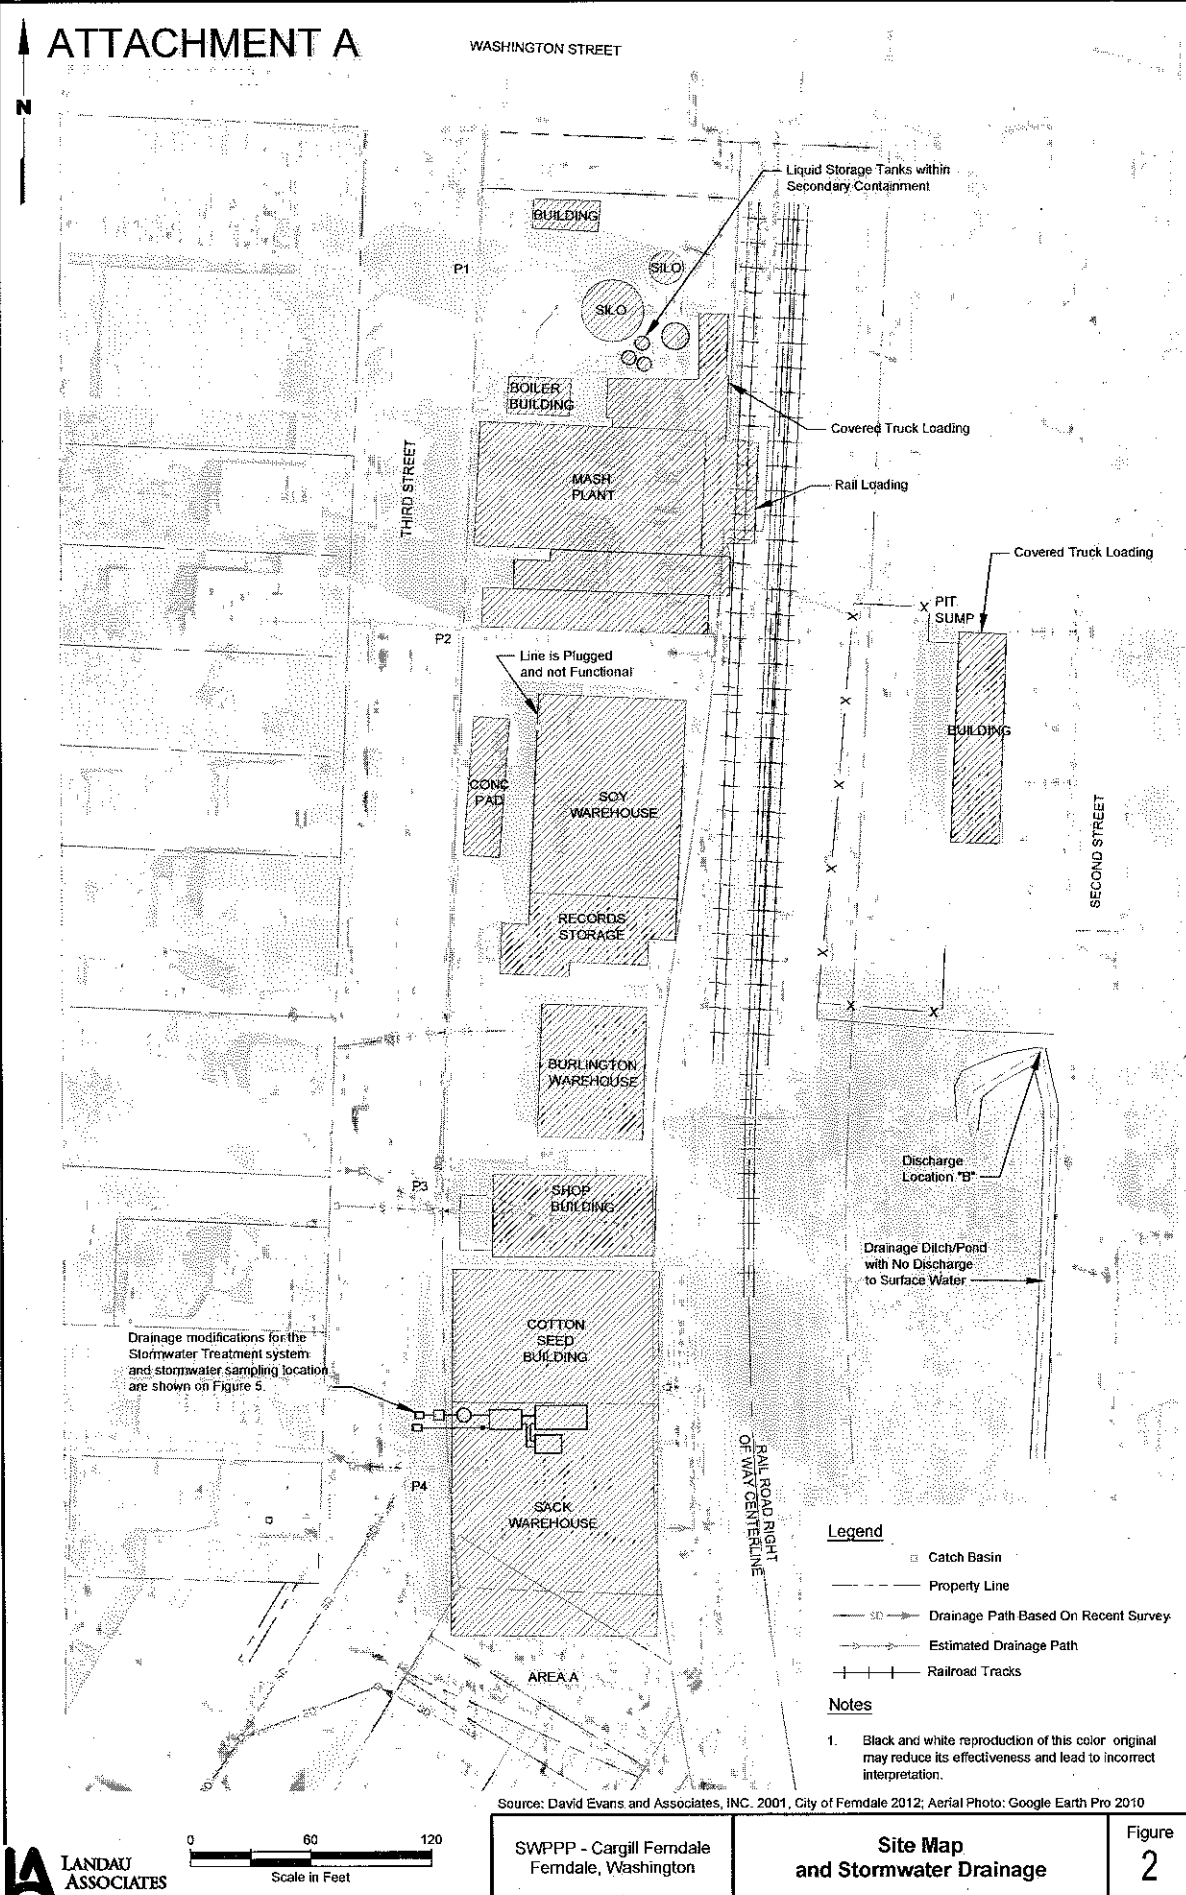 ATTACHMENT A
WASHINGTON STREET
N
Liquid Storage Tanks within
Secondary Containment
BUILDING
P1
SILO
SILO
BOILER
BUILDING
Covered Truck Loading
THIRD STREET
MASH
PLANT
Rail Loading
Covered Truck Loading
X PIT
SUMP
X
P2
Line is Plugged
and not Functional
X
BUILDING
CONC
PAD
SOY
WAREHOUSE
X
SECOND STREET
X
RECORDS
STORAGE
X
X
X
BURLINGTON
WAREHOUSE
Discharge
Location "B"
P3
SHOP
BUILDING
Drainage Ditch/Pond
with No Discharge
to Surface Water
COTTON
SEED
BUILDING
Drainage modifications for the
Stormwater Treatment system
and stormwater sampling location
are shown on Figure 5.
P4
SACK
WAREHOUSE
RAIL ROAD RIGHT
OF WAY CENTERLINE
AREA A
Legend
Catch Basin
Property Line
SD Drainage Path Based On Recent Survey
Estimated Drainage Path
Railroad Tracks
Notes
1. Black and white reproduction of this color original
may reduce its effectiveness and lead to incorrect
interpretation.
Source: David Evans and Associates, INC. 2001, City of Ferndale 2012; Aerial Photo: Google Earth Pro 2010
LA LANDAU
ASSOCIATES
0 60 120
Scale in Feet
SWPPP - Cargill Ferndale
Ferndale, Washington
Site Map
and Stormwater Drainage
Figure
2